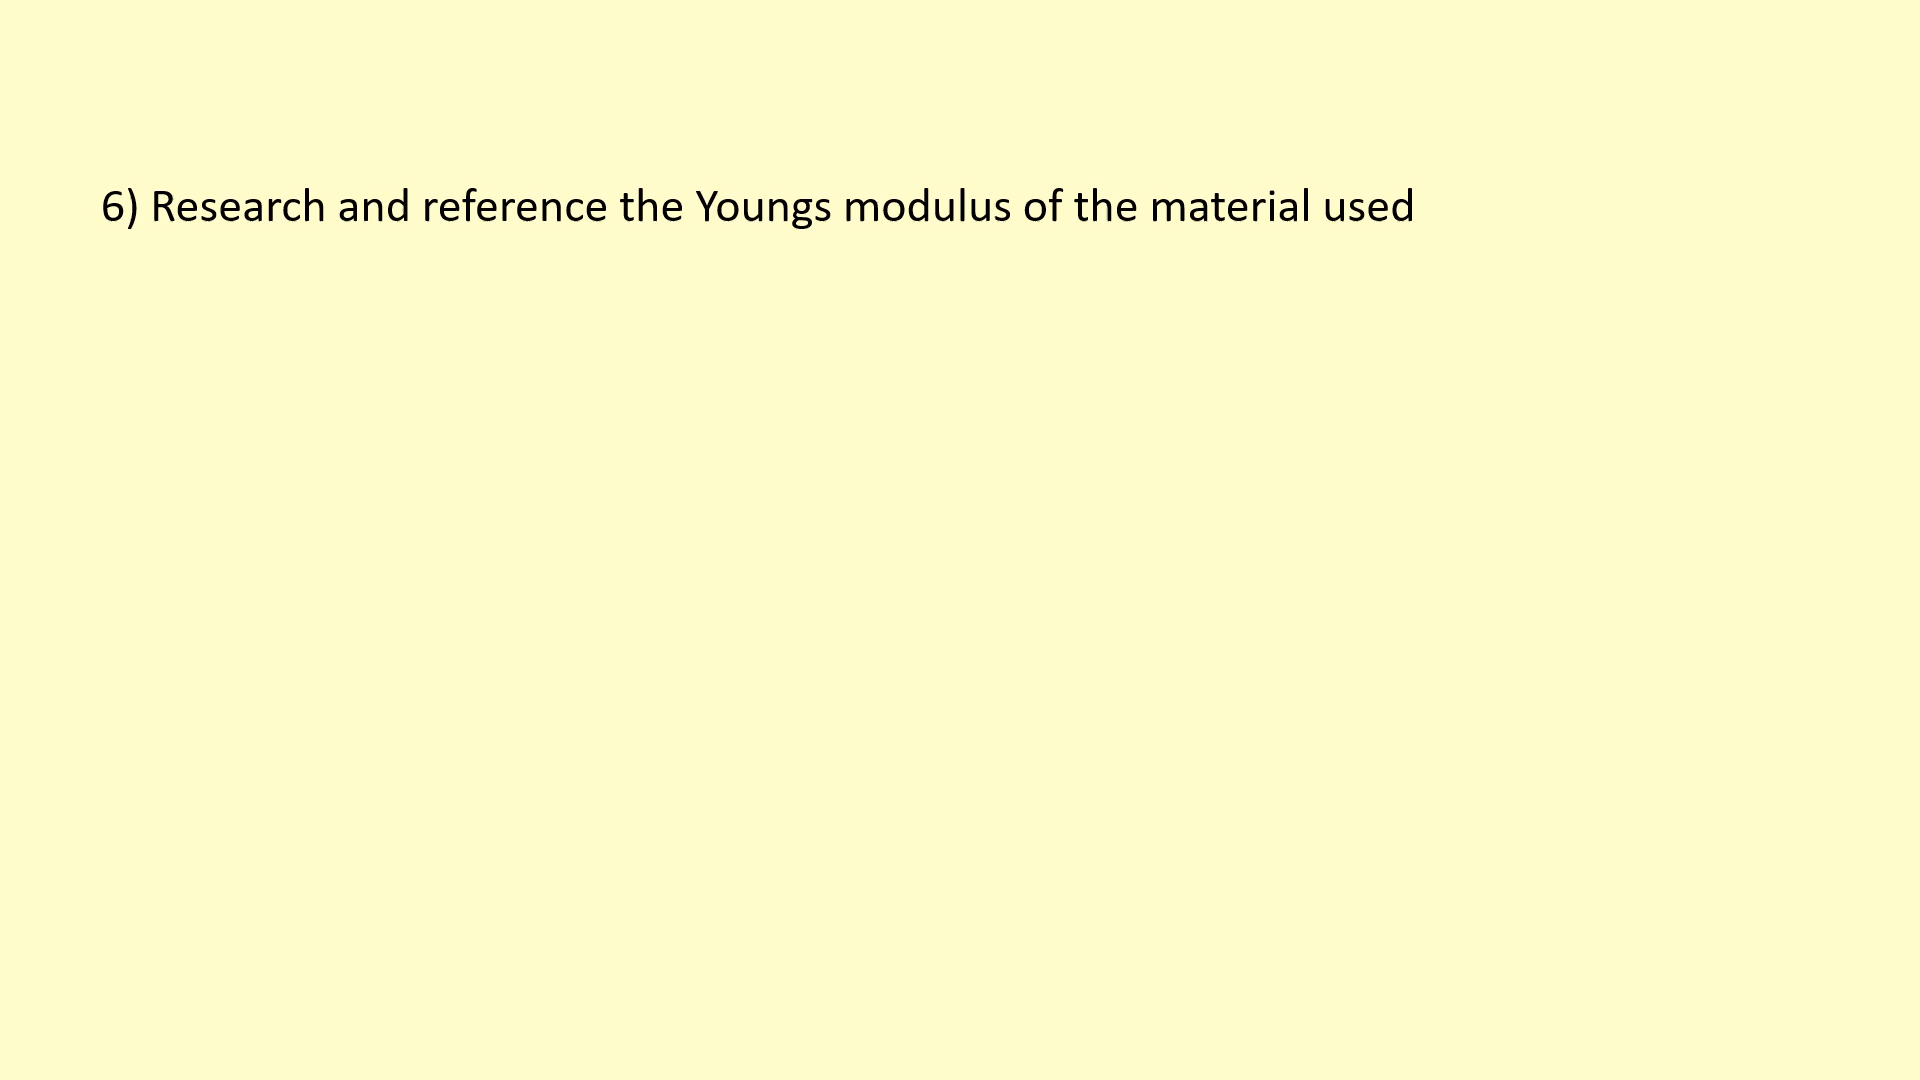 6) Research and reference the Youngs modulus of the material used